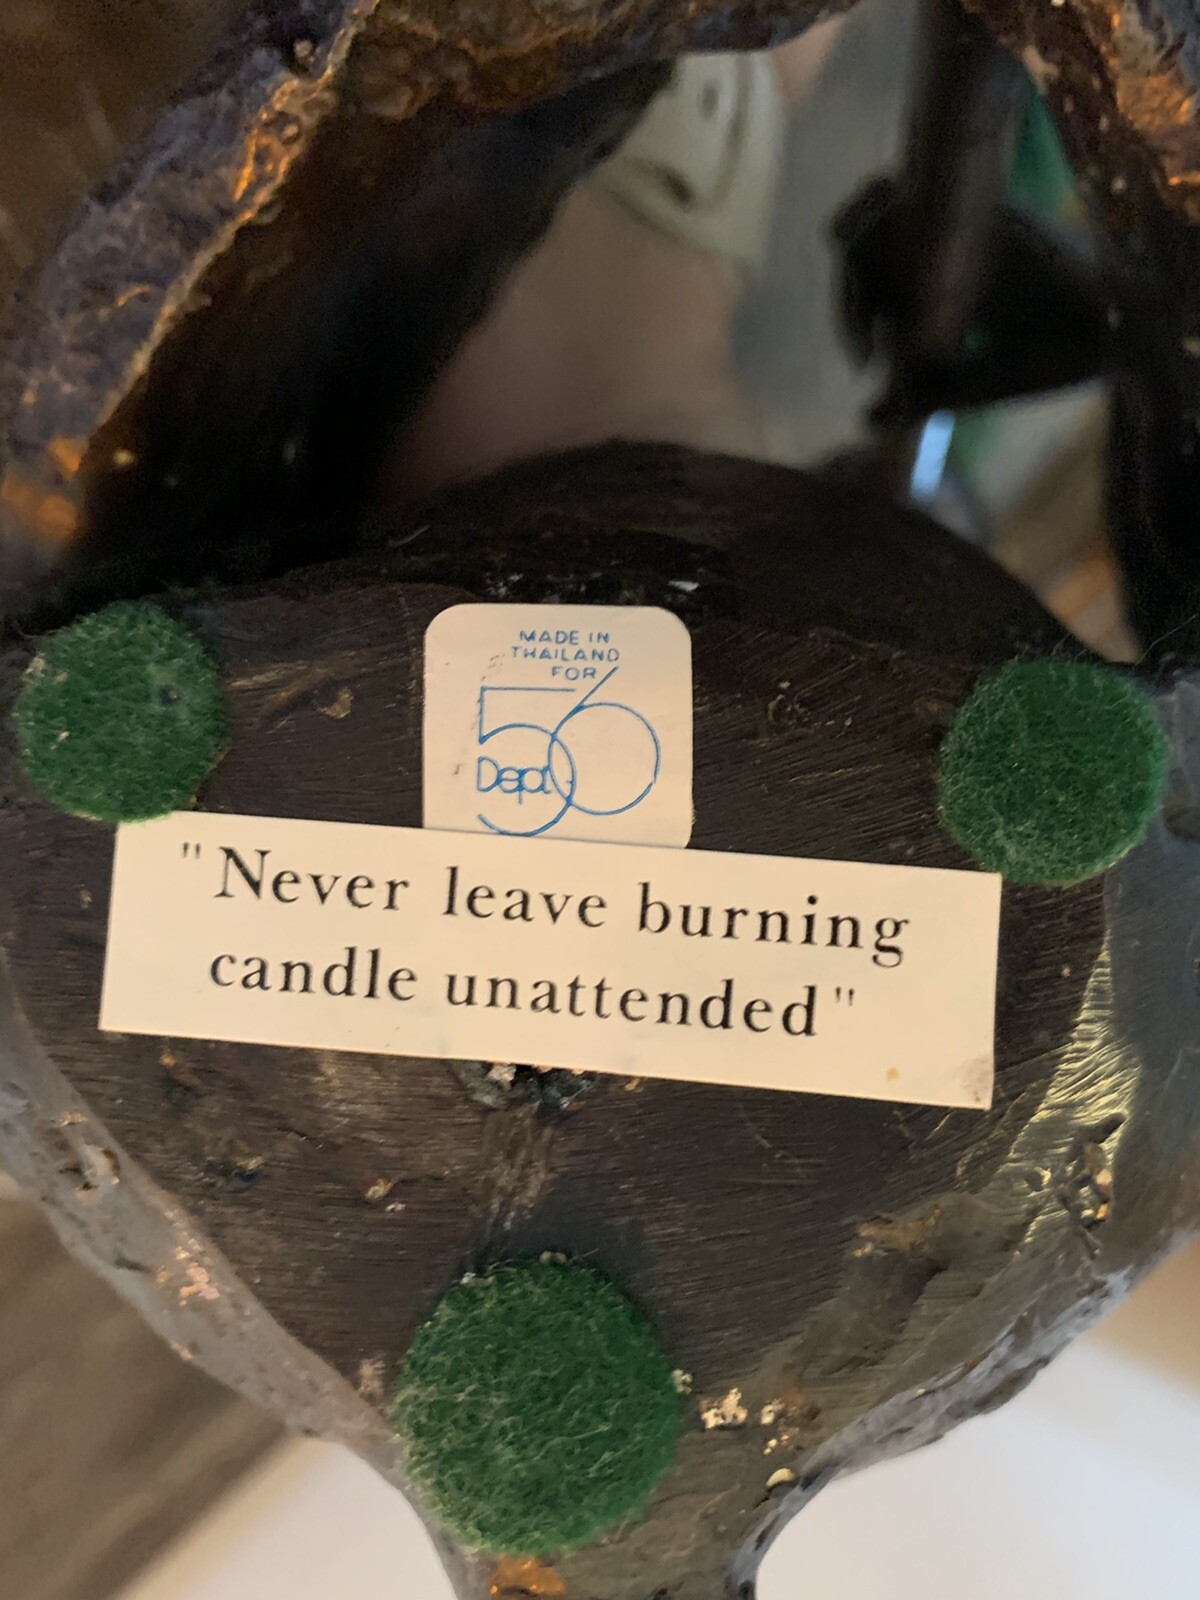 MADE IN
THAILAND
FOR
56
Dept
"Never leave burning
candle unattended"